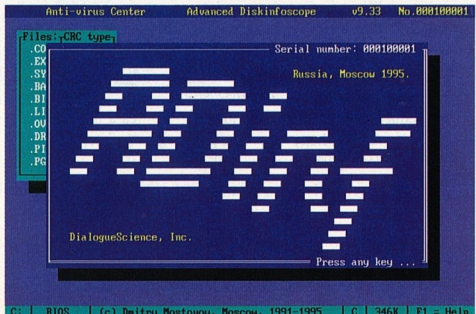 Anti-virus Center Advanced Diskinfoscope v9.33 No.000100001
Files: CRC type
.CO
.EX
.SY
.BA
.BI
.LI
.OV
.DR
.PI
.PG
Serial number: 000100001
Russia, Moscow 1995.
ADinf
DialogueScience, Inc.
Press any key ...
C: BIOS (c) Dmitry Mostovoy, Moscow, 1991-1995 C 346K F1 = Help